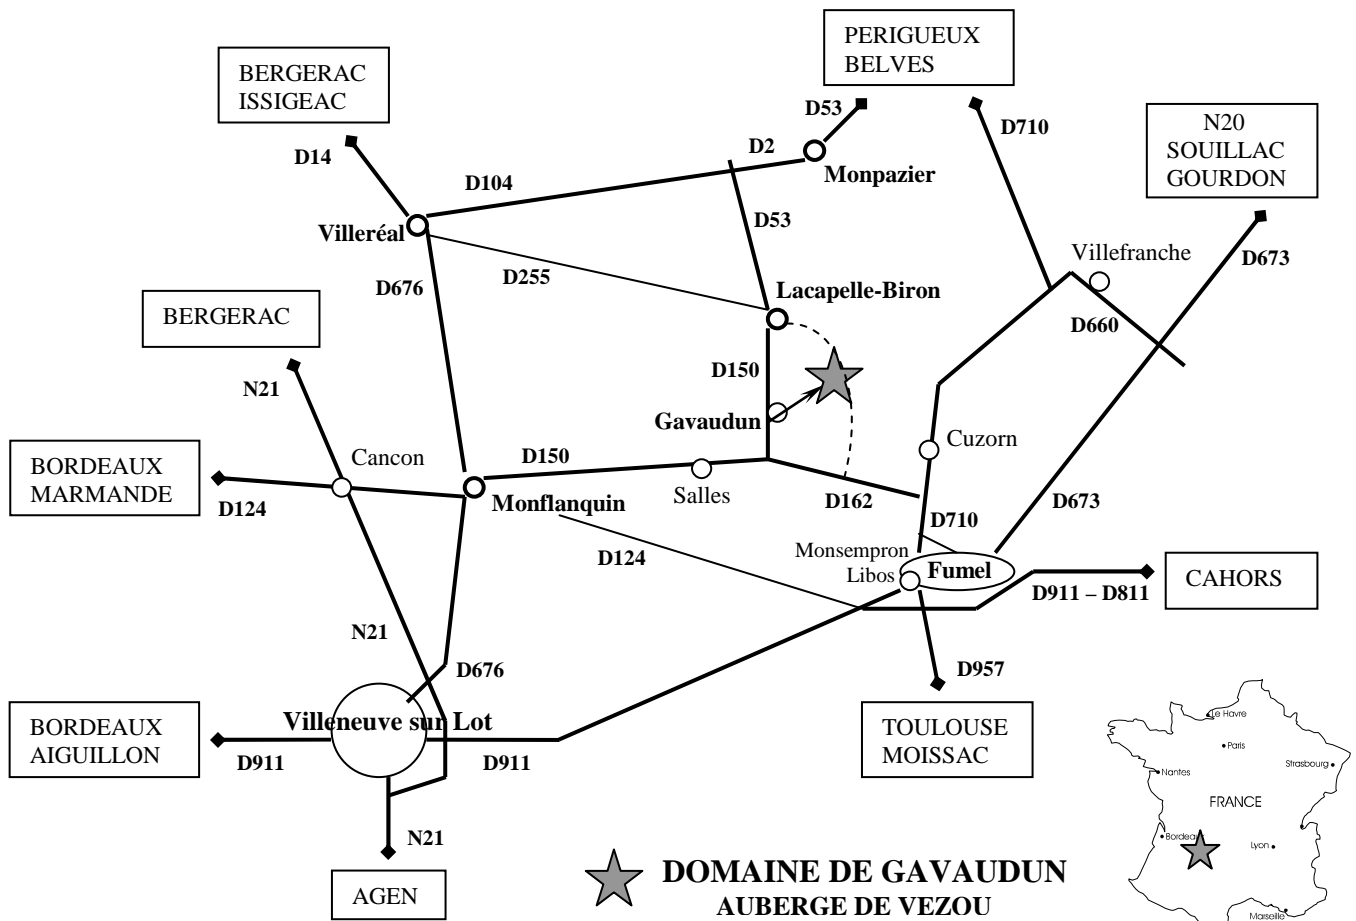 PERIGUEUX
BELVES
BERGERAC
ISSIGEAC
D53
D710
N20
SOUILLAC
GOURDON
D14
D2
Monpazier
D104
D53
Villeréal
Villefranche
D673
D255
D676
Lacapelle-Biron
BERGERAC
D660
D150
N21
Gavaudun
Cuzorn
BORDEAUX
MARMANDE
Cancon
D150
Salles
D124
Monflanquin
D162
D673
D710
Monsempron
Libos
Fumel
D124
CAHORS
D911 – D811
N21
D676
D957
Villeneuve sur Lot
BORDEAUX
AIGUILLON
D911
D911
TOULOUSE
MOISSAC
Le Havre
Paris
Strasbourg
Nantes
FRANCE
Bordeaux
Lyon
Marseille
N21
AGEN
DOMAINE DE GAVAUDUN
AUBERGE DE VEZOU